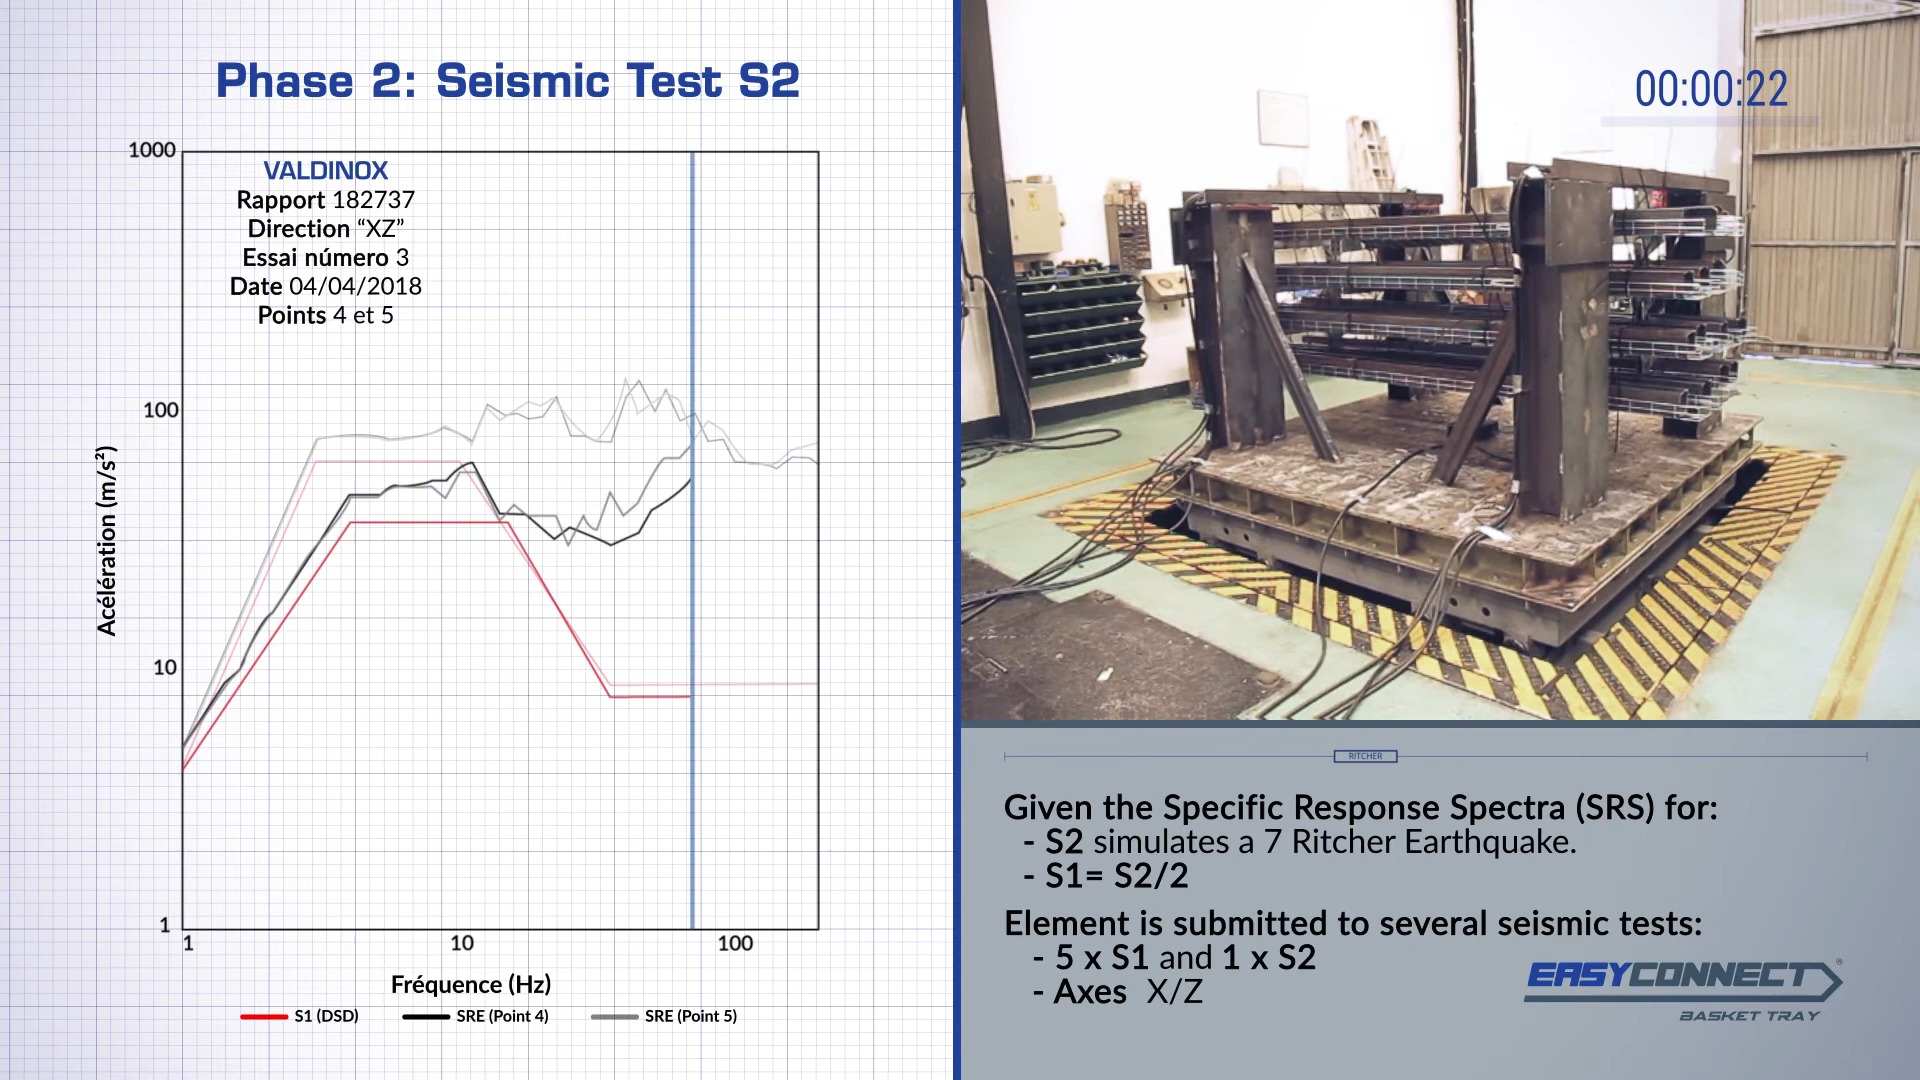 Phase 2: Seismic Test S2
1000
VALDINOX
Rapport 182737
Direction “XZ”
Essai número 3
Date 04/04/2018
Points 4 et 5
100
Acélération (m/s²)
10
1
1
10
100
Fréquence (Hz)
S1 (DSD)
SRE (Point 4)
SRE (Point 5)
00:00:22
RITCHER
Given the Specific Response Spectra (SRS) for:
- S2 simulates a 7 Ritcher Earthquake.
- S1= S2/2
Element is submitted to several seismic tests:
- 5 x S1 and 1 x S2
- Axes X/Z
EASYCONNECT®
BASKET TRAY